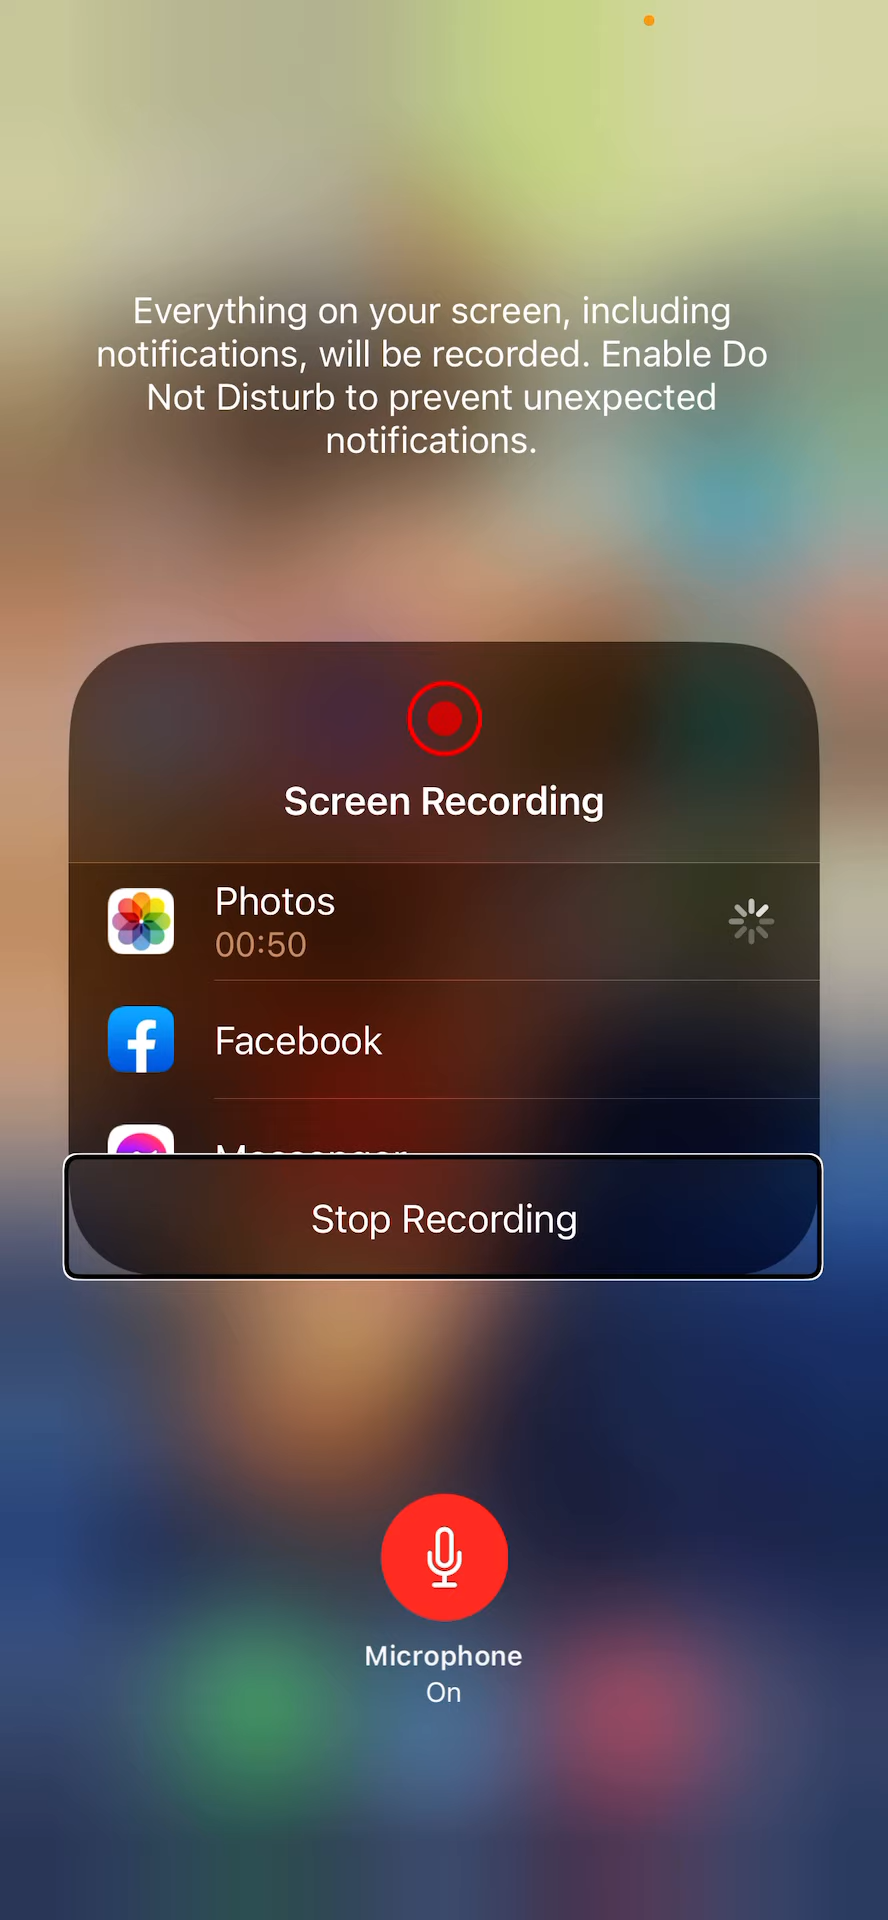 Everything on your screen, including
notifications, will be recorded. Enable Do
Not Disturb to prevent unexpected
notifications.
Screen Recording
Photos
00:50
Facebook
Messenger
Stop Recording
Microphone
On